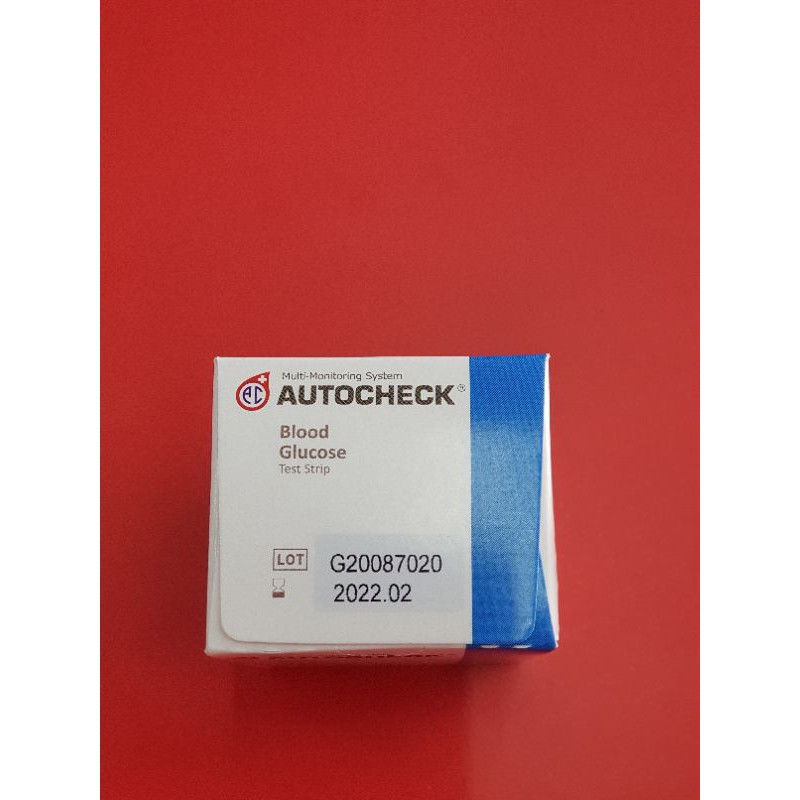 Multi-Monitoring System
AC AUTOCHECK®
Blood
Glucose
Test Strip
LOT G20087020
2022.02